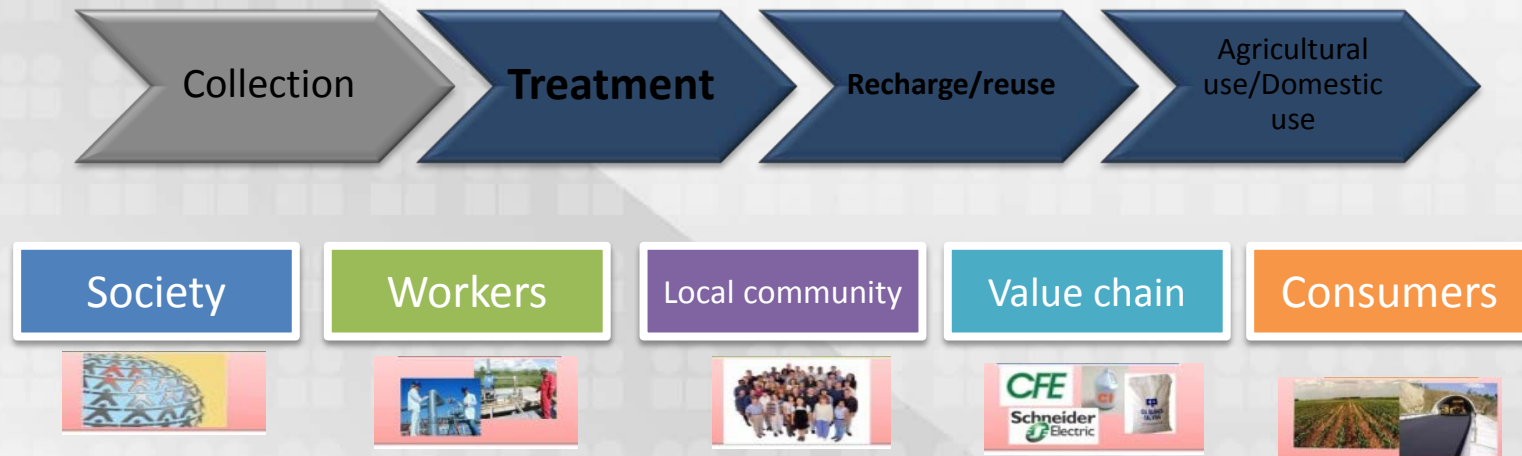 Collection
Treatment
Recharge/reuse
Agricultural
use/Domestic
use
Society
Workers
Local community
Value chain
Consumers
CFE
Schneider
Electric